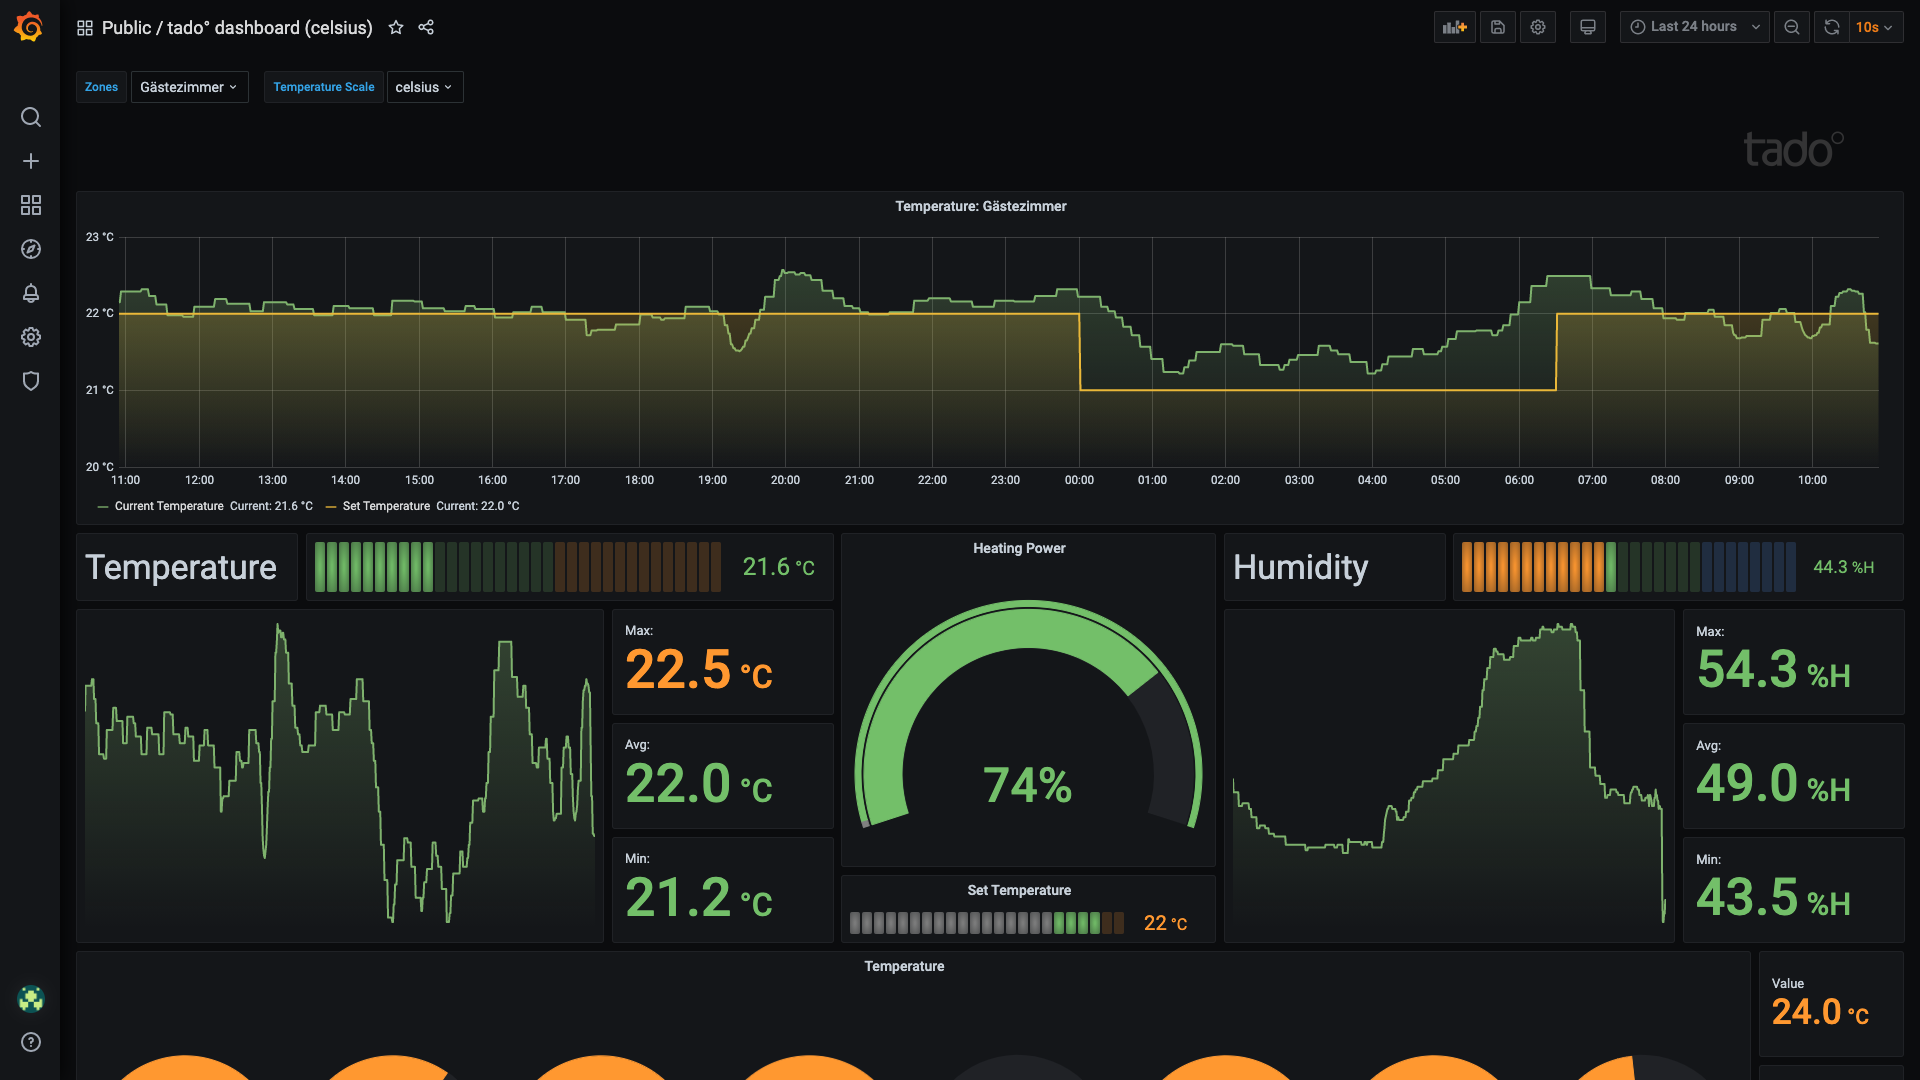 Public / tado° dashboard (celsius)
Last 24 hours
10s
Zones
Gästezimmer
Temperature Scale
celsius
tado°
Temperature: Gästezimmer
23 °C
22 °C
21 °C
20 °C
11:00 12:00 13:00 14:00 15:00 16:00 17:00 18:00 19:00 20:00 21:00 22:00 23:00 00:00 01:00 02:00 03:00 04:00 05:00 06:00 07:00 08:00 09:00 10:00
Current Temperature Current: 21.6 °C Set Temperature Current: 22.0 °C
Temperature
21.6 °C
Heating Power
74%
Humidity
44.3 %H
Max:
22.5 °C
Avg:
22.0 °C
Min:
21.2 °C
Set Temperature
22 °C
Max:
54.3 %H
Avg:
49.0 %H
Min:
43.5 %H
Temperature
Value
24.0 °C